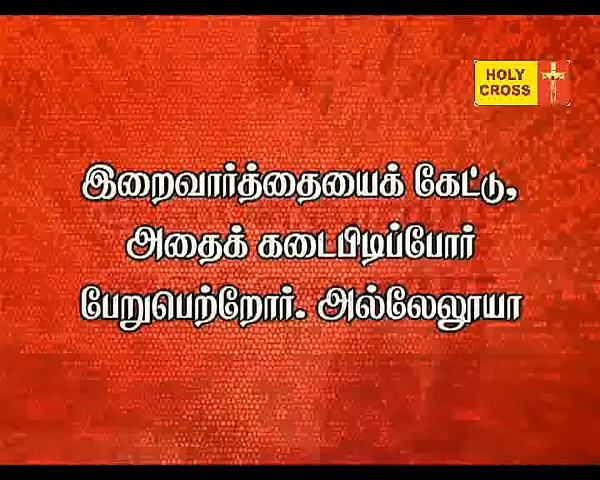 HOLY
CROSS
இறைவார்த்தையைக் கேட்டு,
அதைக் கடைபிடிப்போர்
பேறுபெற்றோர். அல்லேலூயா